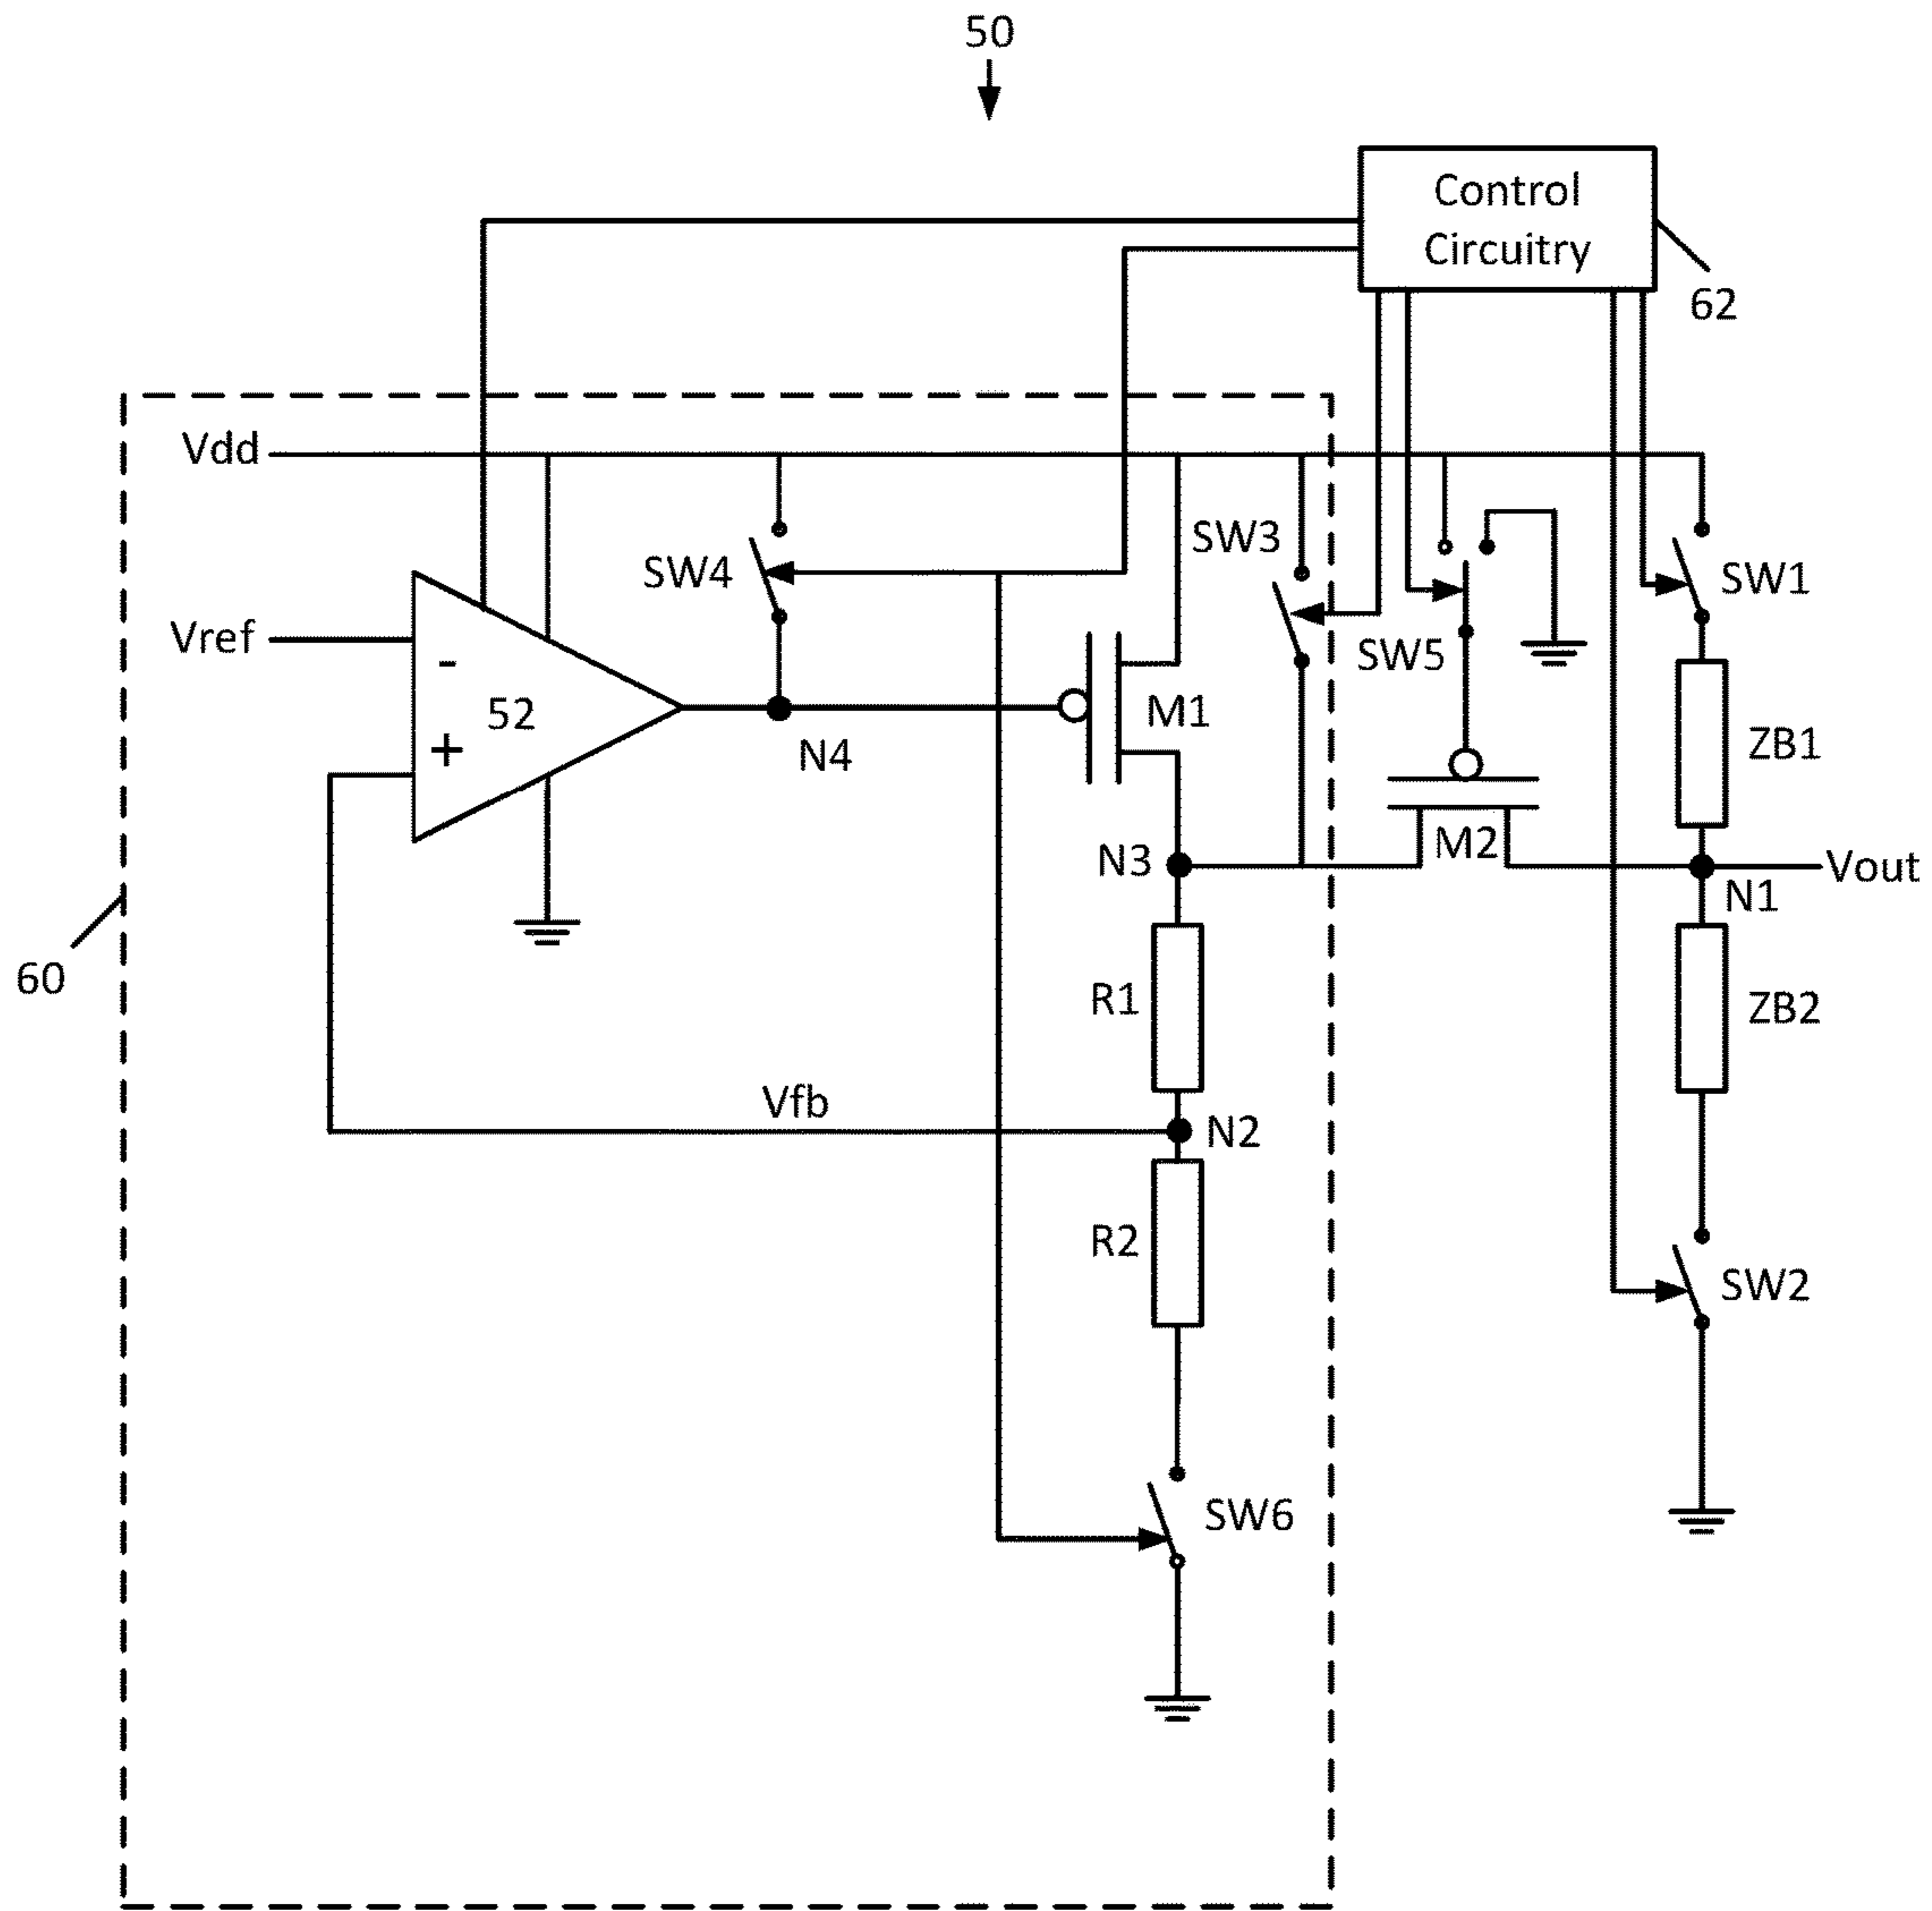 50
Control
Circuitry
62
Vdd
SW3
SW4
SW1
Vref
-
52
+
SW5
M1
N4
ZB1
M2
N3
Vout
N1
60
R1
ZB2
Vfb
N2
R2
SW2
SW6